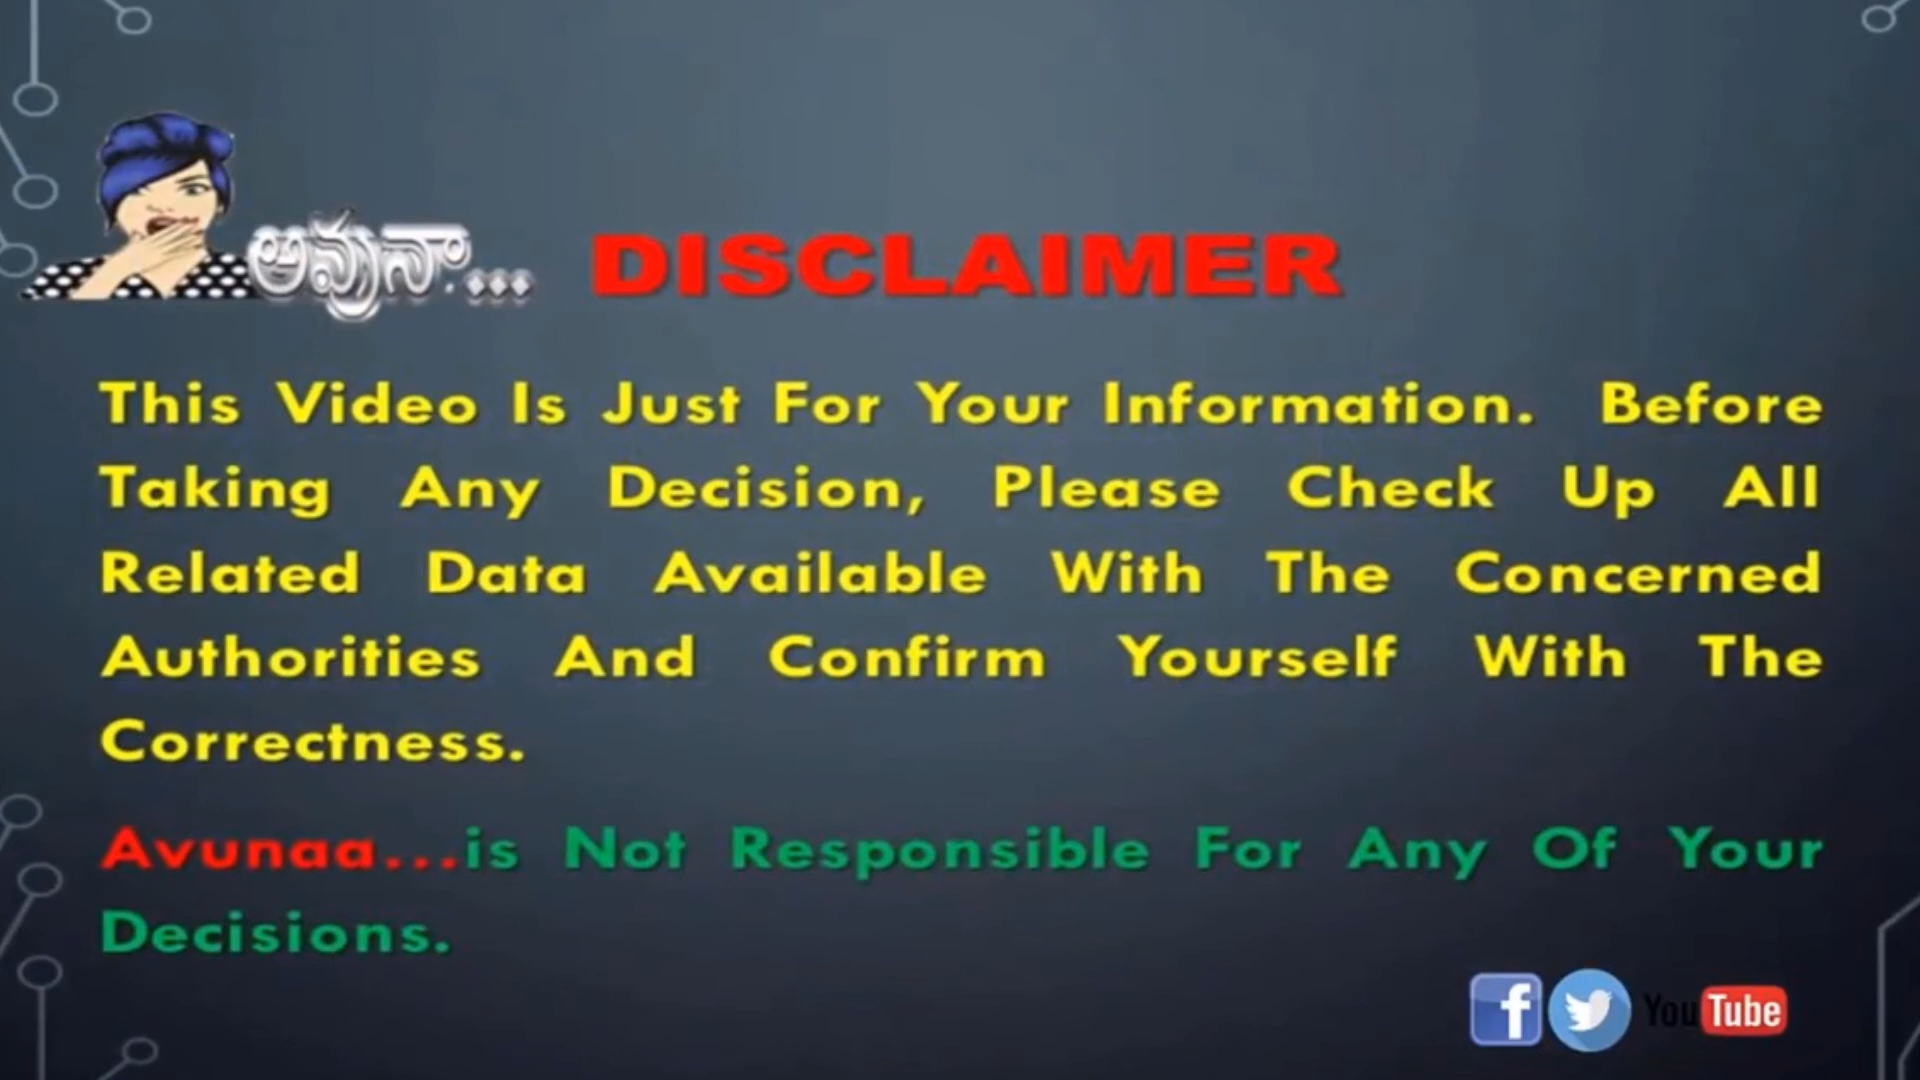 అవునా...
DISCLAIMER
This Video Is Just For Your Information. Before
Taking Any Decision, Please Check Up All
Related Data Available With The Concerned
Authorities And Confirm Yourself With The
Correctness.
Avunaa...is Not Responsible For Any Of Your
Decisions.
f YouTube